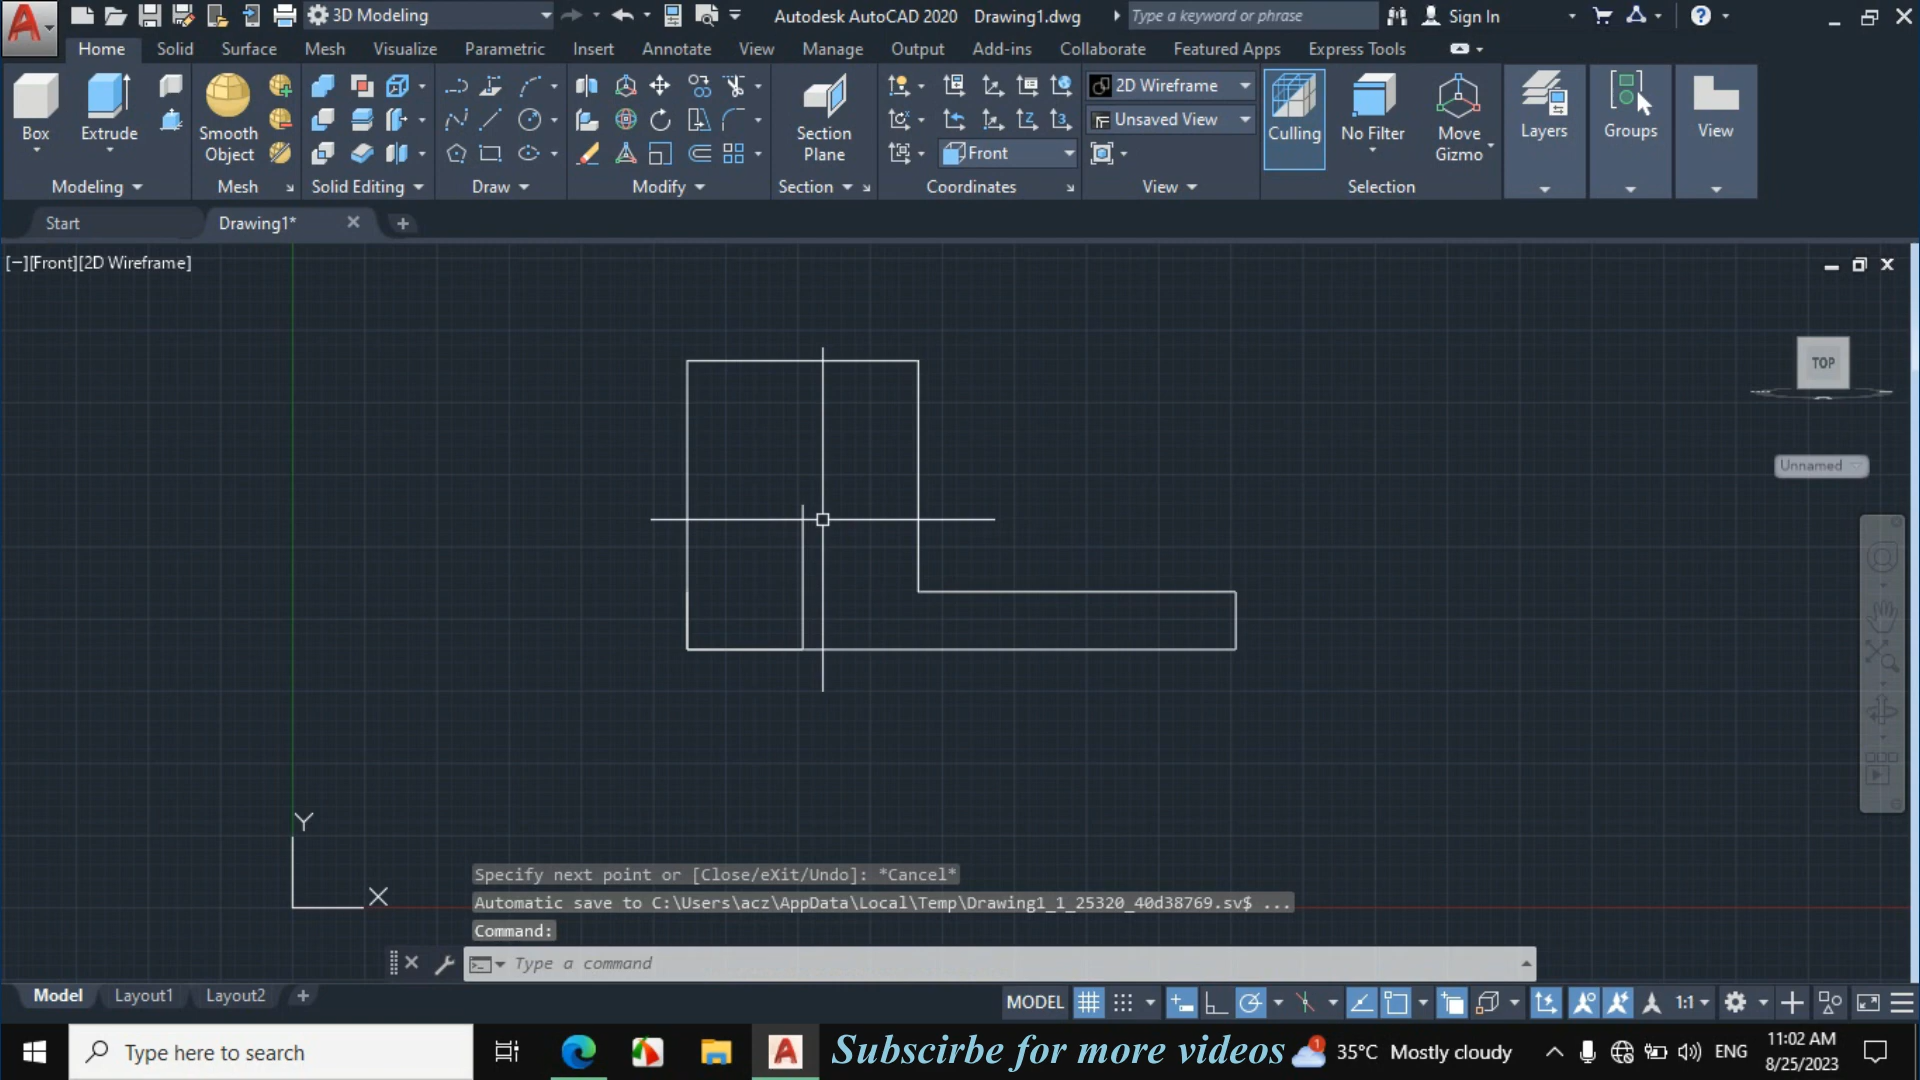 3D Modeling
Autodesk AutoCAD 2020 Drawing1.dwg
Type a keyword or phrase
Sign In
Home Solid Surface Mesh Visualize Parametric Insert Annotate View Manage Output Add-ins Collaborate Featured Apps Express Tools
Box
Extrude
Smooth
Object
Section
Plane
2D Wireframe
Unsaved View
Front
Culling
No Filter
Move
Gizmo
Layers
Groups
View
Modeling
Mesh
Solid Editing
Draw
Modify
Section
Coordinates
View
Selection
Start
Drawing1*
[−][Front][2D Wireframe]
TOP
Unnamed
Y
X
Specify next point or [Close/eXit/Undo]: *Cancel*
Automatic save to C:\Users\acz\AppData\Local\Temp\Drawing1_1_25320_40d38769.sv$ ...
Command:
Type a command
Model Layout1 Layout2
MODEL
1:1
Type here to search
Subscirbe for more videos
1
35°C Mostly cloudy
ENG
11:02 AM
8/25/2023